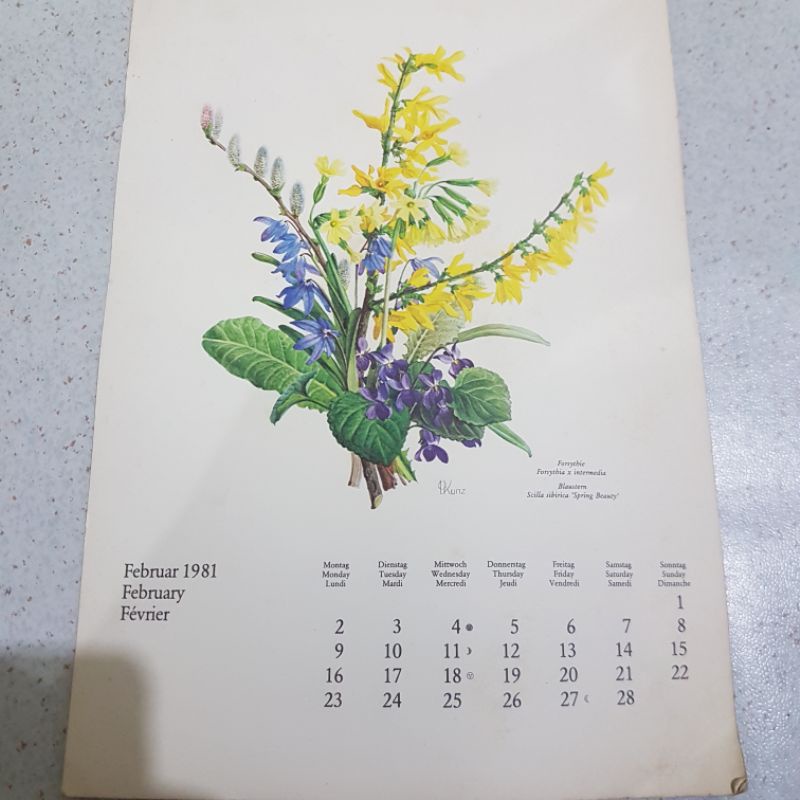 Forsythie
Forsythia x intermedia
Blaustern
Scilla sibirica 'Spring Beauty'
Kunz
Februar 1981
February
Février
Montag Dienstag Mittwoch Donnerstag Freitag Samstag Sonntag
Monday Tuesday Wednesday Thursday Friday Saturday Sunday
Lundi Mardi Mercredi Jeudi Vendredi Samedi Dimanche
1
2 3 4 5 6 7 8
9 10 11 12 13 14 15
16 17 18 19 20 21 22
23 24 25 26 27 28